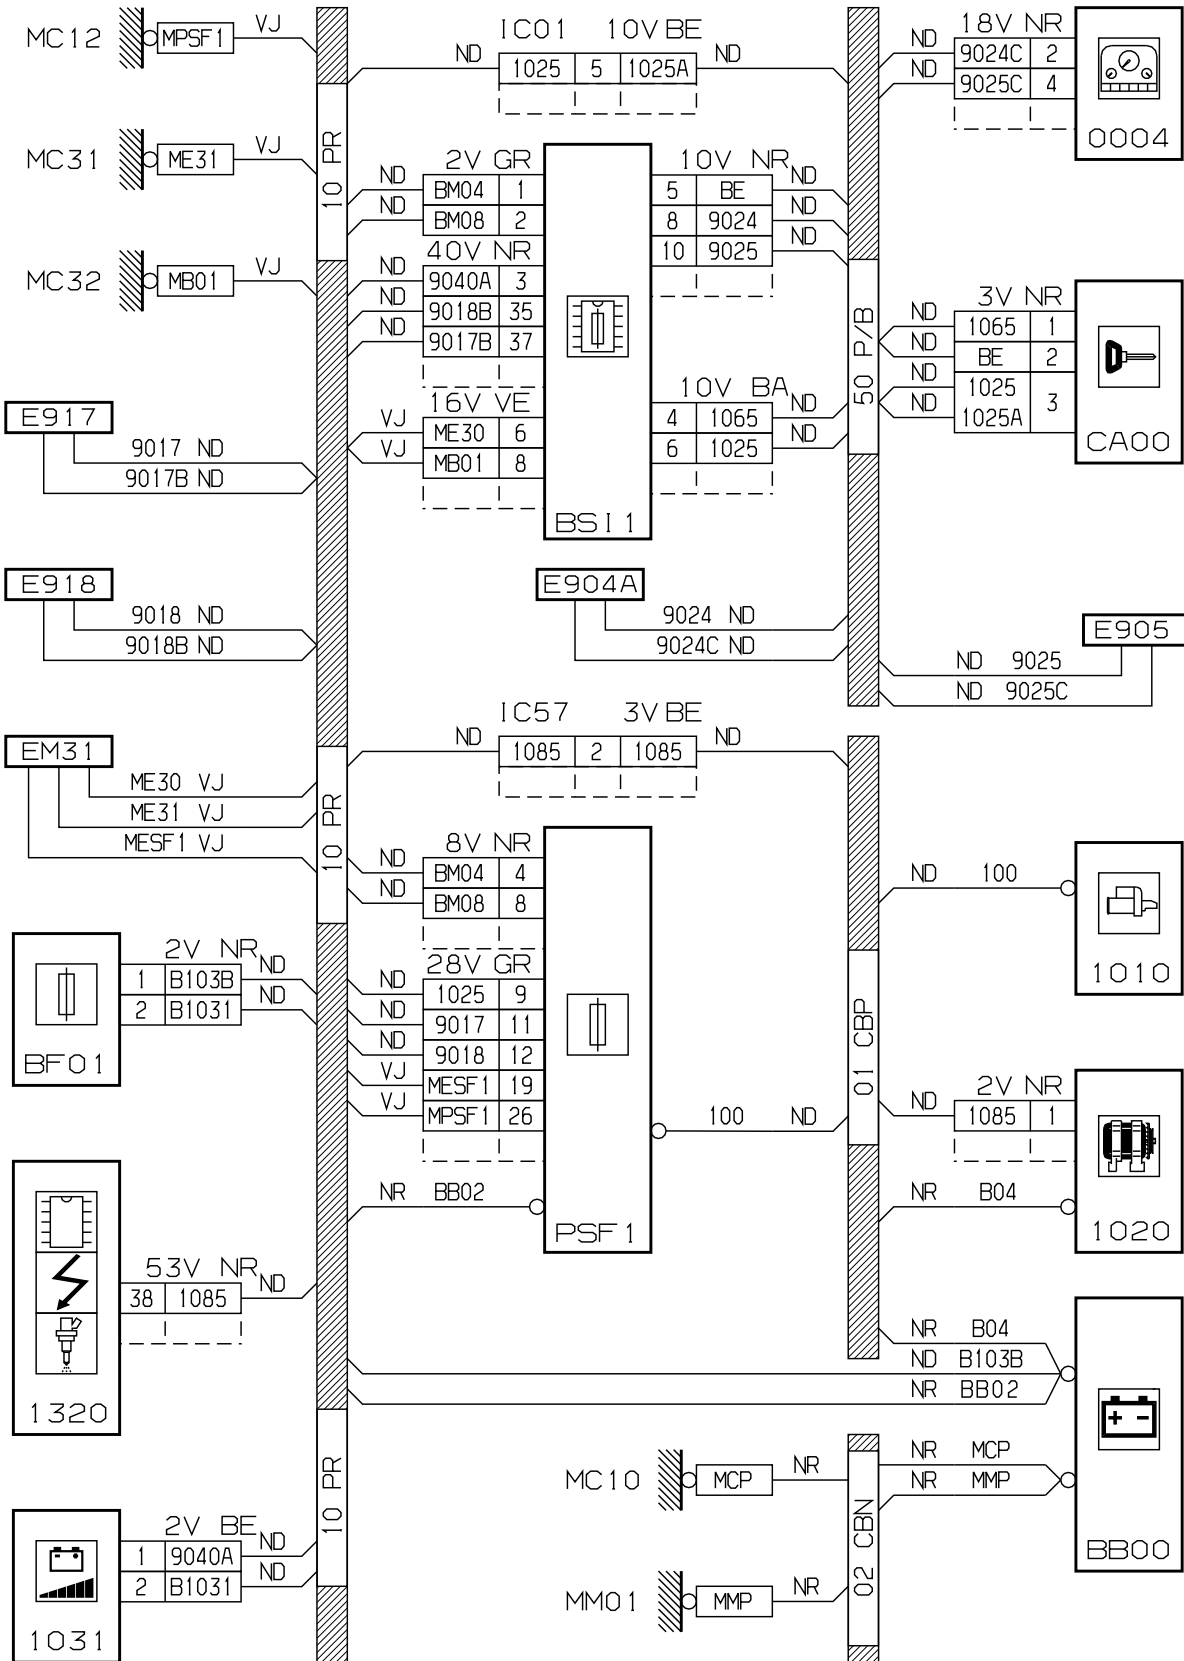 MC12 MPSF1 VJ
IC01 10V BE
ND 1025 5 1025A ND
18V NR
ND 9024C 2
ND 9025C 4
0004
MC31 ME31 VJ
10 PR
2V GR
ND BM04 1
ND BM08 2
40V NR
ND 9040A 3
ND 9018B 35
ND 9017B 37
16V VE
VJ ME30 6
VJ MB01 8
BSI1
10V NR
5 BE ND
8 9024 ND
10 9025 ND
10V BA
4 1065 ND
6 1025 ND
50 P/B
3V NR
ND 1065 1
ND BE 2
ND 1025 3
ND 1025A
CA00
MC32 MB01 VJ
E917
9017 ND
9017B ND
E918
9018 ND
9018B ND
E904A
9024 ND
9024C ND
E905
ND 9025
ND 9025C
IC57 3V BE
ND 1085 2 1085 ND
EM31
ME30 VJ
ME31 VJ
MESF1 VJ
10 PR
8V NR
ND BM04 4
ND BM08 8
28V GR
ND 1025 9
ND 9017 11
ND 9018 12
VJ MESF1 19
VJ MPSF1 26
NR BB02
PSF1
100 ND
01 CBP
ND 100
1010
2V NR
ND 1085 1
NR B04
1020
2V NR
1 B103B ND
2 B1031 ND
BF01
53V NR
38 1085 ND
1320
NR B04
ND B103B
NR BB02
+ -
BB00
10 PR
2V BE
1 9040A ND
2 B1031 ND
1031
MC10 MCP NR
MM01 MMP NR
02 CBN
NR MCP
NR MMP